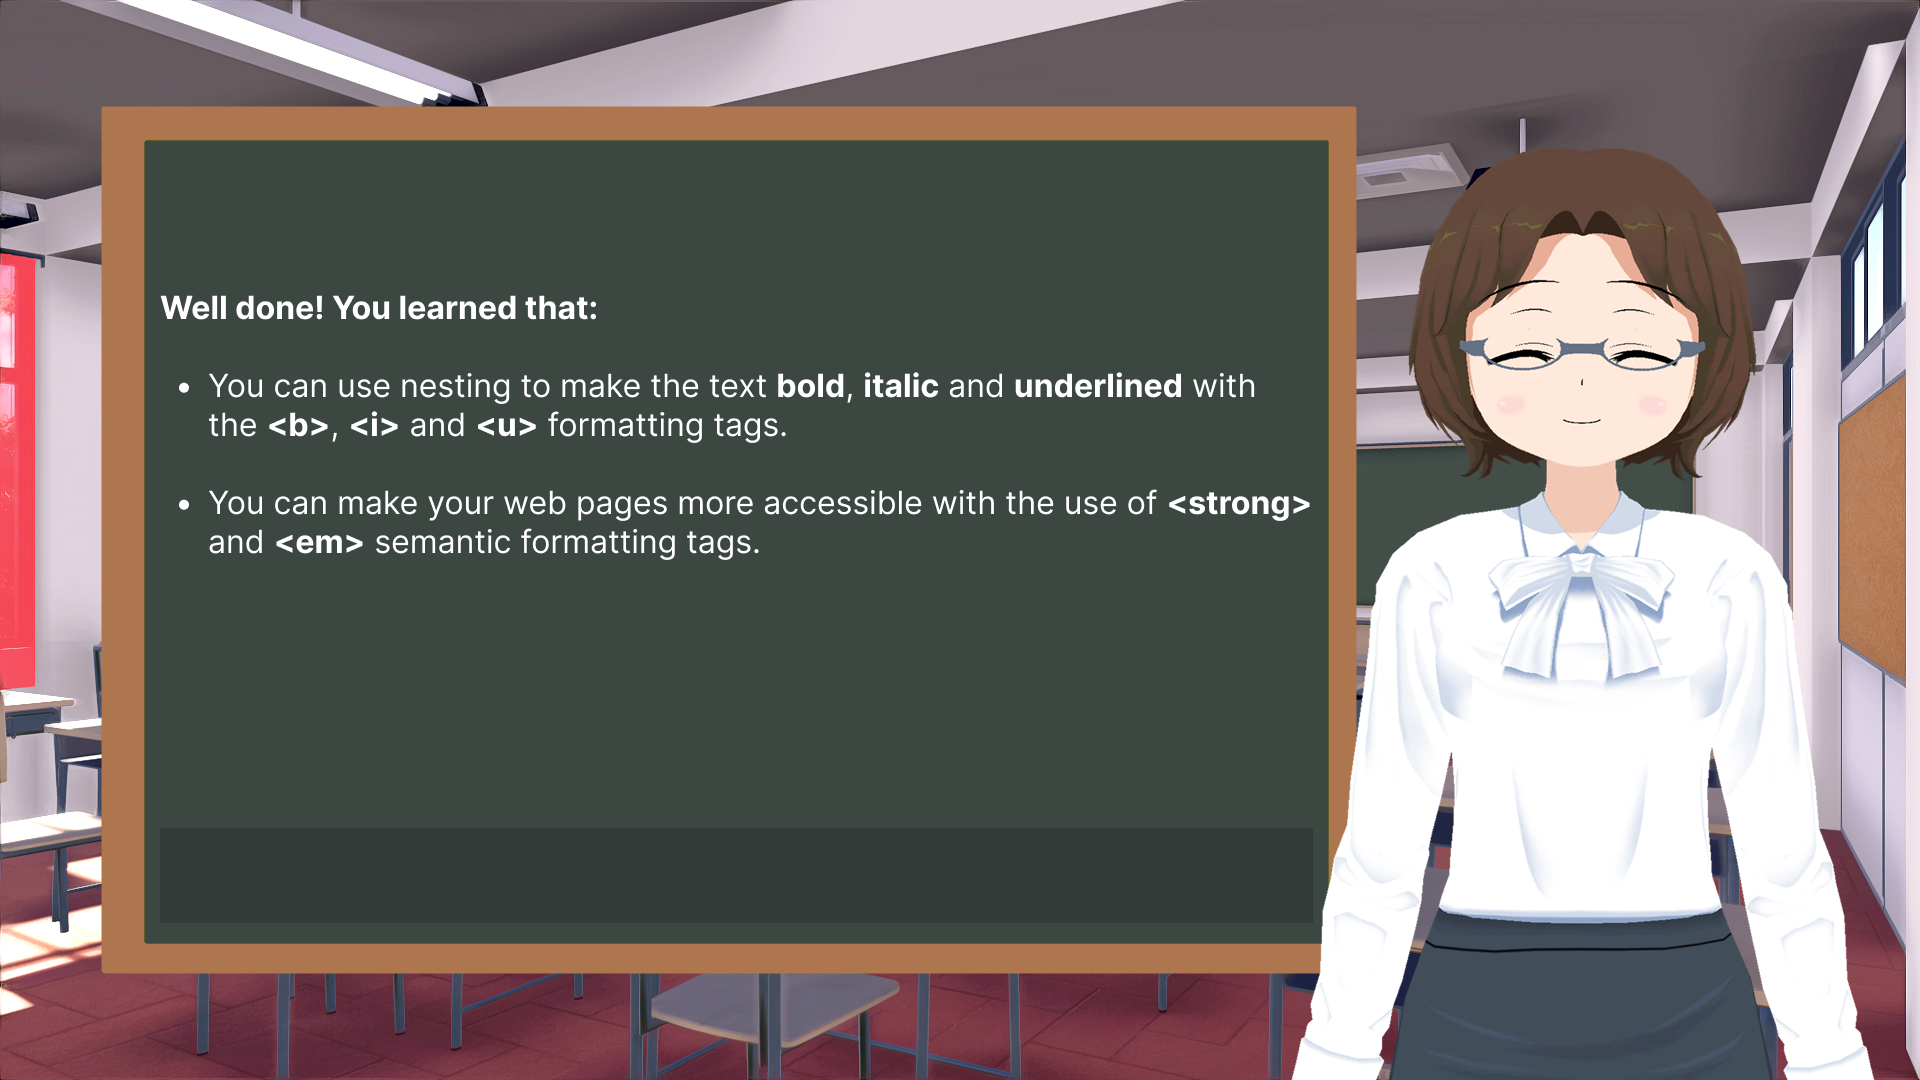 Well done! You learned that:
• You can use nesting to make the text bold, italic and underlined with
the <b>, <i> and <u> formatting tags.
• You can make your web pages more accessible with the use of <strong>
and <em> semantic formatting tags.